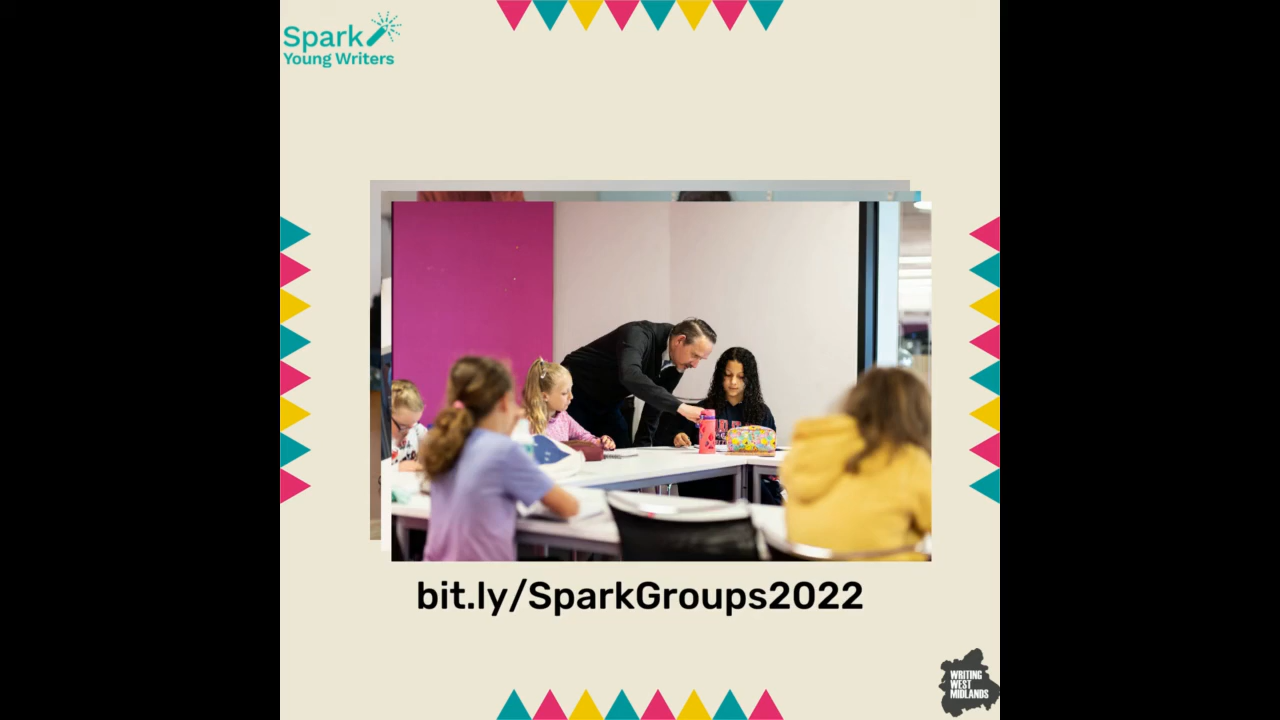 Spark
Young Writers
bit.ly/SparkGroups2022
WRITING
WEST
MIDLANDS